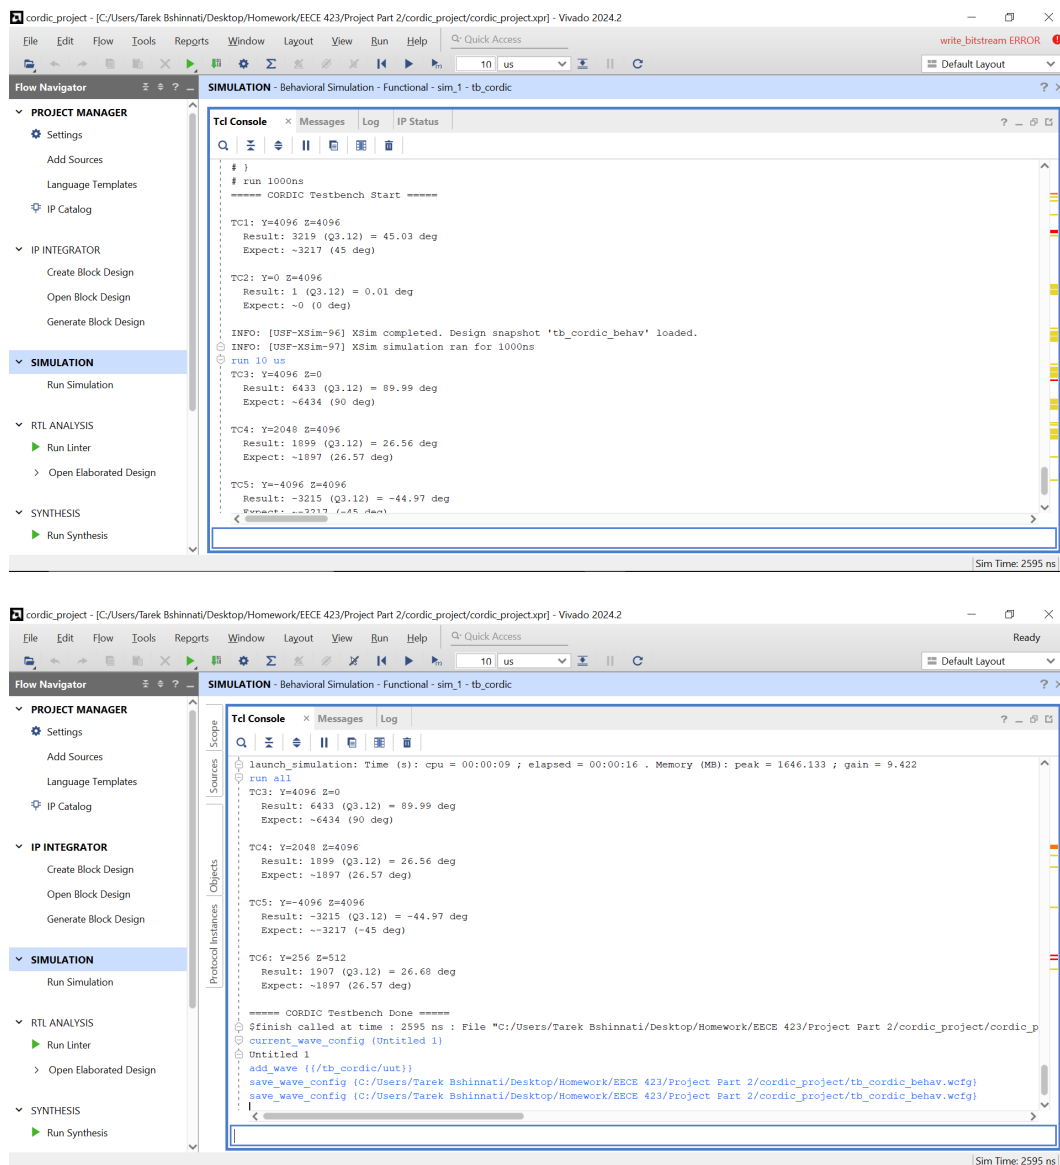 cordic_project - [C:/Users/Tarek Bshinnati/Desktop/Homework/EECE 423/Project Part 2/cordic_project/cordic_project.xpr] - Vivado 2024.2
File Edit Flow Tools Reports Window Layout View Run Help Quick Access write_bitstream ERROR
10 us Default Layout
Flow Navigator
SIMULATION - Behavioral Simulation - Functional - sim_1 - tb_cordic
PROJECT MANAGER
Settings
Add Sources
Language Templates
IP Catalog
IP INTEGRATOR
Create Block Design
Open Block Design
Generate Block Design
SIMULATION
Run Simulation
RTL ANALYSIS
Run Linter
Open Elaborated Design
SYNTHESIS
Run Synthesis
Tcl Console Messages Log IP Status
# }
# run 1000ns
===== CORDIC Testbench Start =====
TC1: Y=4096 Z=4096
Result: 3219 (Q3.12) = 45.03 deg
Expect: ~3217 (45 deg)
TC2: Y=0 Z=4096
Result: 1 (Q3.12) = 0.01 deg
Expect: ~0 (0 deg)
INFO: [USF-XSim-96] XSim completed. Design snapshot 'tb_cordic_behav' loaded.
INFO: [USF-XSim-97] XSim simulation ran for 1000ns
run 10 us
TC3: Y=4096 Z=0
Result: 6433 (Q3.12) = 89.99 deg
Expect: ~6434 (90 deg)
TC4: Y=2048 Z=4096
Result: 1899 (Q3.12) = 26.56 deg
Expect: ~1897 (26.57 deg)
TC5: Y=-4096 Z=4096
Result: -3215 (Q3.12) = -44.97 deg
Expect: ~-3217 (-45 deg)
Sim Time: 2595 ns
cordic_project - [C:/Users/Tarek Bshinnati/Desktop/Homework/EECE 423/Project Part 2/cordic_project/cordic_project.xpr] - Vivado 2024.2
File Edit Flow Tools Reports Window Layout View Run Help Quick Access Ready
10 us Default Layout
Flow Navigator
SIMULATION - Behavioral Simulation - Functional - sim_1 - tb_cordic
PROJECT MANAGER
Settings
Add Sources
Language Templates
IP Catalog
IP INTEGRATOR
Create Block Design
Open Block Design
Generate Block Design
SIMULATION
Run Simulation
RTL ANALYSIS
Run Linter
Open Elaborated Design
SYNTHESIS
Run Synthesis
Scope
Sources
Objects
Protocol Instances
Tcl Console Messages Log
launch_simulation: Time (s): cpu = 00:00:09 ; elapsed = 00:00:16 . Memory (MB): peak = 1646.133 ; gain = 9.422
run all
TC3: Y=4096 Z=0
Result: 6433 (Q3.12) = 89.99 deg
Expect: ~6434 (90 deg)
TC4: Y=2048 Z=4096
Result: 1899 (Q3.12) = 26.56 deg
Expect: ~1897 (26.57 deg)
TC5: Y=-4096 Z=4096
Result: -3215 (Q3.12) = -44.97 deg
Expect: ~-3217 (-45 deg)
TC6: Y=256 Z=512
Result: 1907 (Q3.12) = 26.68 deg
Expect: ~1897 (26.57 deg)
===== CORDIC Testbench Done =====
$finish called at time : 2595 ns : File "C:/Users/Tarek Bshinnati/Desktop/Homework/EECE 423/Project Part 2/cordic_project/cordic_p
current_wave_config {Untitled 1}
Untitled 1
add_wave {{/tb_cordic/uut}}
save_wave_config {C:/Users/Tarek Bshinnati/Desktop/Homework/EECE 423/Project Part 2/cordic_project/tb_cordic_behav.wcfg}
save_wave_config {C:/Users/Tarek Bshinnati/Desktop/Homework/EECE 423/Project Part 2/cordic_project/tb_cordic_behav.wcfg}
Sim Time: 2595 ns